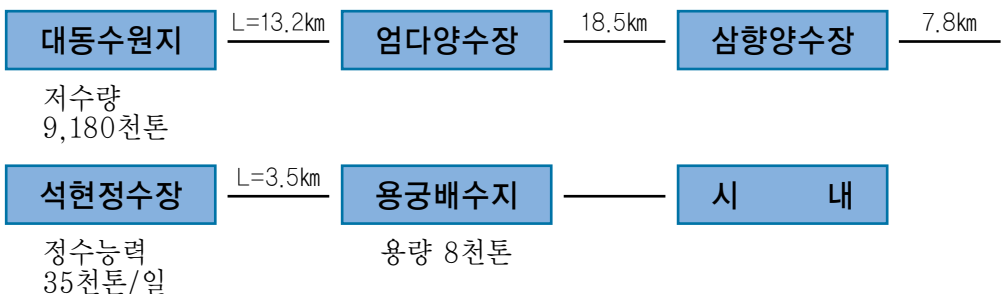 대동수원지 L=13.2㎞ 엄다양수장 18.5㎞ 삼향양수장 7.8㎞
저수량
9,180천톤
석현정수장 L=3.5㎞ 용궁배수지 시 내
정수능력 용량 8천톤
35천톤/일